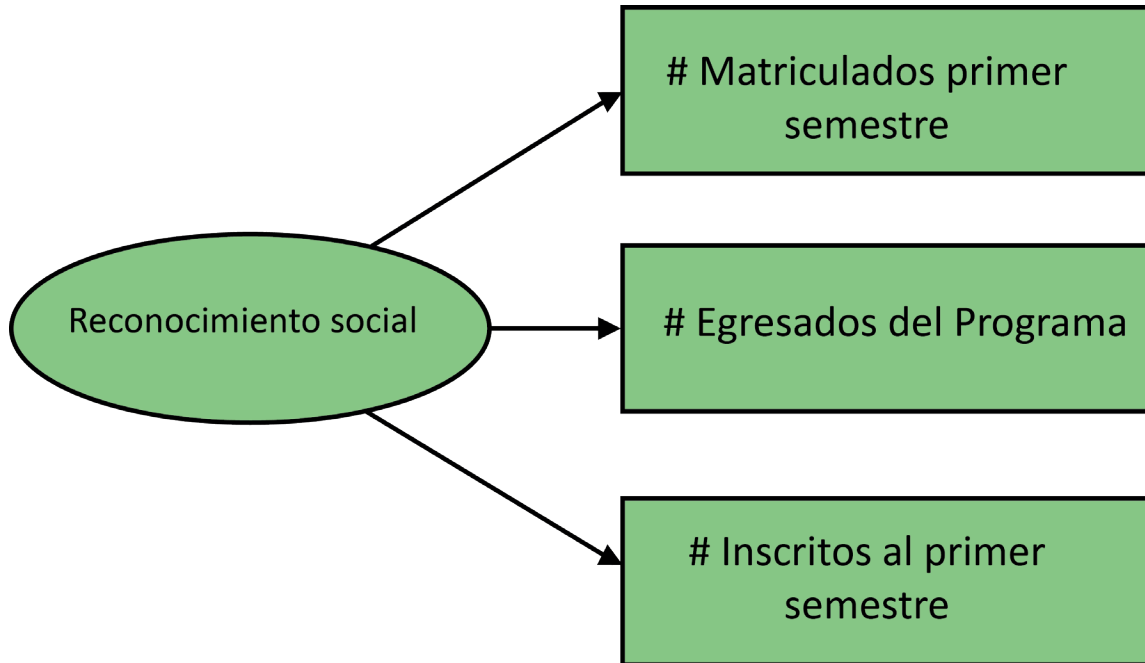 # Matriculados primer
semestre
Reconocimiento social
# Egresados del Programa
# Inscritos al primer
semestre